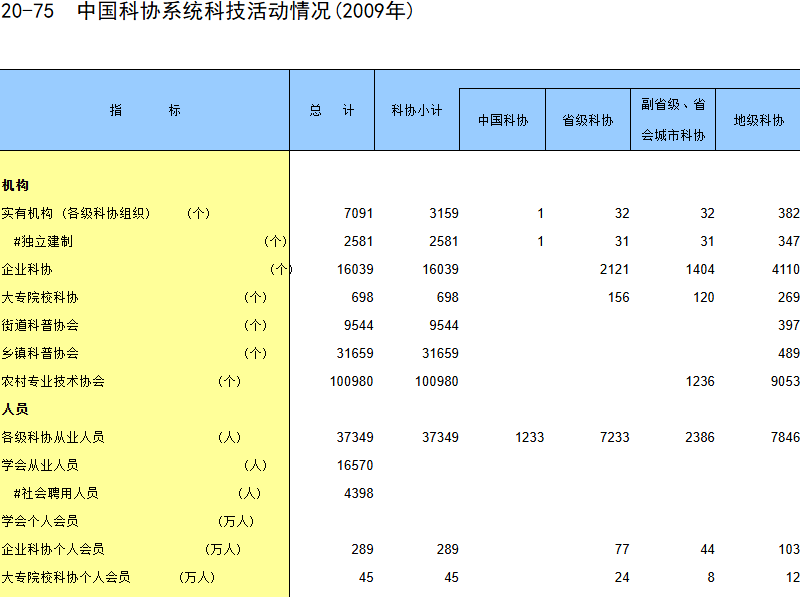 20-75 中国科协系统科技活动情况(2009年)
指 标 总 计 科协小计 中国科协 省级科协 副省级、省会城市科协 地级科协
机构
实有机构（各级科协组织） （个） 7091 3159 1 32 32 382
#独立建制 （个） 2581 2581 1 31 31 347
企业科协 （个） 16039 16039 2121 1404 4110
大专院校科协 （个） 698 698 156 120 269
街道科普协会 （个） 9544 9544 397
乡镇科普协会 （个） 31659 31659 489
农村专业技术协会 （个） 100980 100980 1236 9053
人员
各级科协从业人员 （人） 37349 37349 1233 7233 2386 7846
学会从业人员 （人） 16570
#社会聘用人员 （人） 4398
学会个人会员 （万人）
企业科协个人会员 （万人） 289 289 77 44 103
大专院校科协个人会员 （万人） 45 45 24 8 12